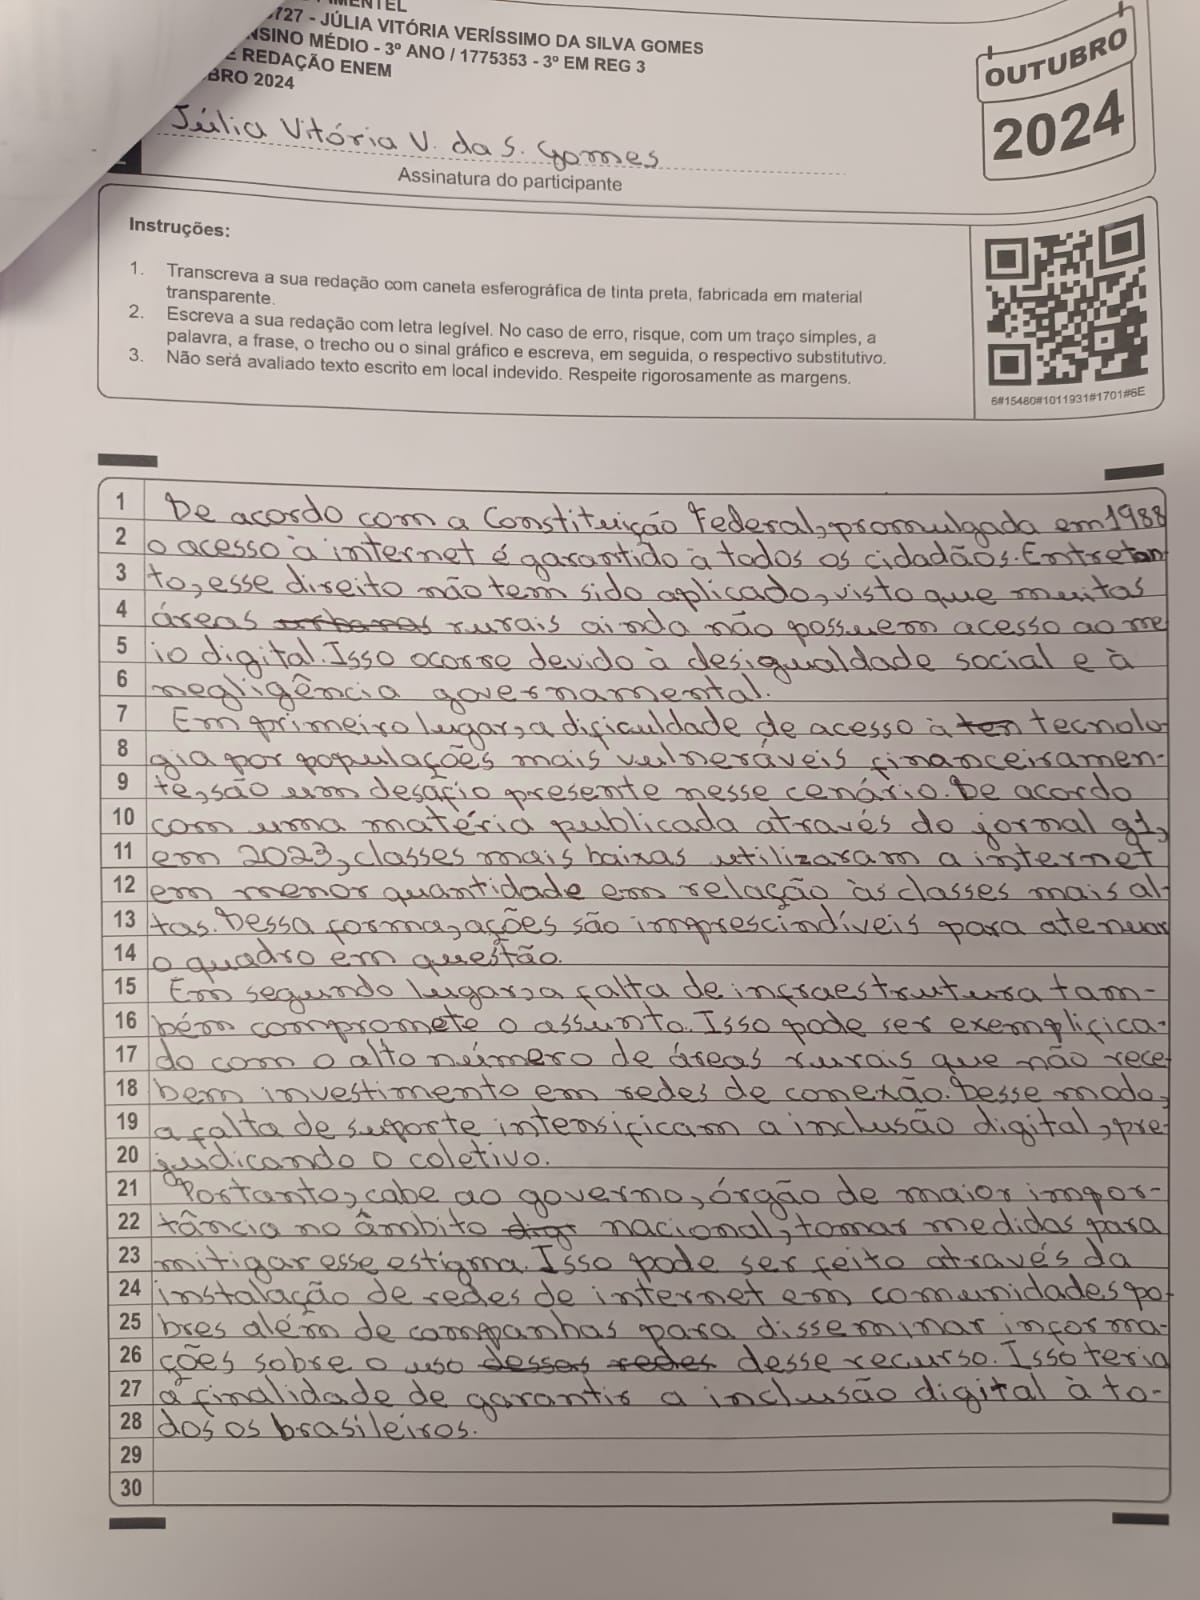 727 - JÚLIA VITÓRIA VERÍSSIMO DA SILVA GOMES
ENSINO MÉDIO - 3º ANO / 1775353 - 3º EM REG 3
REDAÇÃO ENEM
BRO 2024
OUTUBRO
2024
Júlia Vitória V. da S. Gomes
Assinatura do participante
Instruções:
1. Transcreva a sua redação com caneta esferográfica de tinta preta, fabricada em material
transparente.
2. Escreva a sua redação com letra legível. No caso de erro, risque, com um traço simples, a
palavra, a frase, o trecho ou o sinal gráfico e escreva, em seguida, o respectivo substitutivo.
3. Não será avaliado texto escrito em local indevido. Respeite rigorosamente as margens.
6#15480#1011931#1701#6E
1 De acordo com a Constituição Federal, promulgada em 1988
2 o acesso à internet é garantido à todos os cidadãos. Entretan
3 to, esse direito não tem sido aplicado, visto que muitas
4 áreas urbanas rurais ainda não possuem acesso ao me
5 io digital. Isso ocorre devido à desigualdade social e à
6 negligência governamental.
7 Em primeiro lugar, a dificuldade de acesso à ten tecnolo
8 gia por populações mais vulneráveis financeiramen-
9 te, são um desafio presente nesse cenário. De acordo
10 com uma matéria publicada através do jornal g1,
11 em 2023, classes mais baixas utilizaram a internet
12 em menor quantidade em relação às classes mais al-
13 tas. Dessa forma, ações são imprescindíveis para atenuar
14 o quadro em questão.
15 Em segundo lugar, a falta de infraestrutura tam-
16 bém compromete o assunto. Isso pode ser exemplifica-
17 do com o alto número de áreas rurais que não rece-
18 bem investimento em redes de conexão. Desse modo,
19 a falta de suporte intensificam a inclusão digital, pre-
20 judicando o coletivo.
21 Portanto, cabe ao governo, órgão de maior impor-
22 tância no âmbito digi nacional, tomar medidas para
23 mitigar esse estigma. Isso pode ser feito através da
24 instalação de redes de internet em comunidades po-
25 bres além de campanhas para disseminar informa-
26 ções sobre o uso dessas redes desse recurso. Isso teria
27 a finalidade de garantir a inclusão digital à to-
28 dos os brasileiros.
29
30